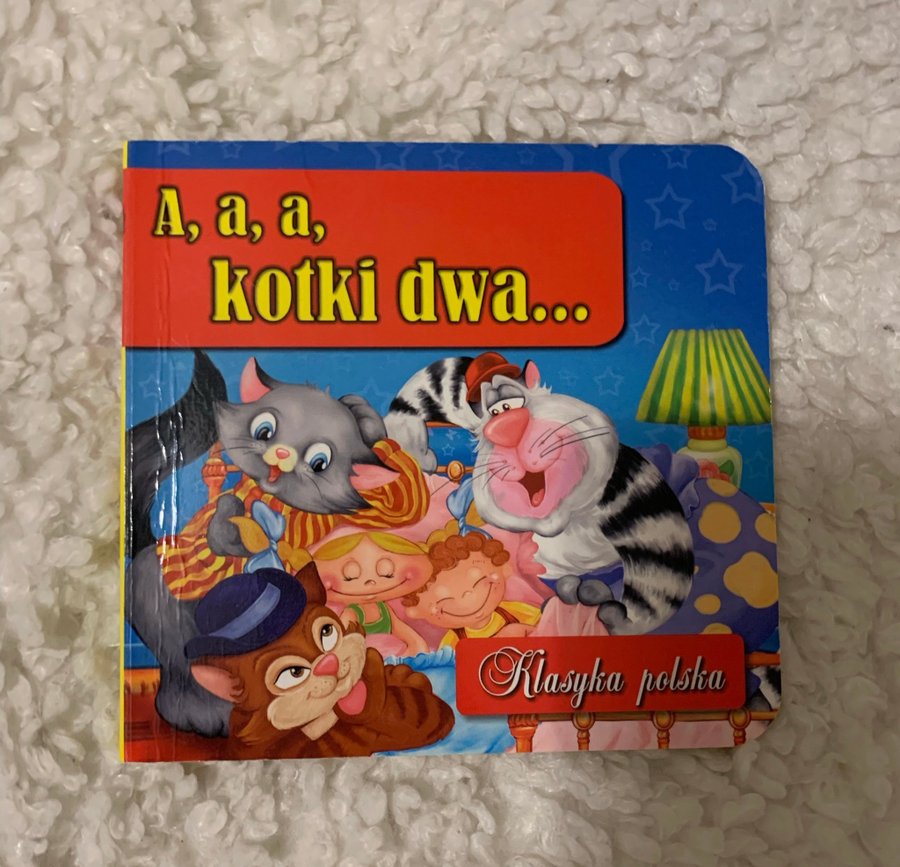 A, a, a,
kotki dwa...
Klasyka polska